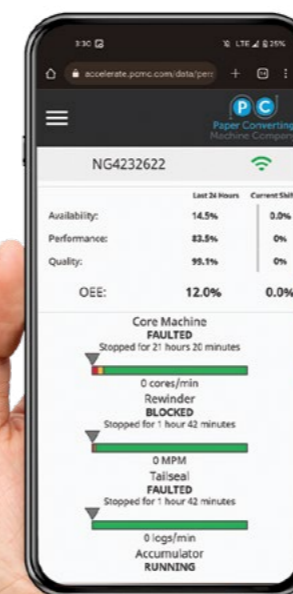 3:30 LTE 25%
accelerate.pcmc.com/data/pers
PC
Paper Converting
Machine Company
NG4232622
Last 24 Hours Current Shift
Availability: 14.5% 0.0%
Performance: 83.5% 0%
Quality: 99.1% 0%
OEE: 12.0% 0.0%
Core Machine
FAULTED
Stopped for 21 hours 20 minutes
0 cores/min
Rewinder
BLOCKED
Stopped for 1 hour 42 minutes
0 MPM
Tailseal
FAULTED
Stopped for 1 hour 42 minutes
0 logs/min
Accumulator
RUNNING